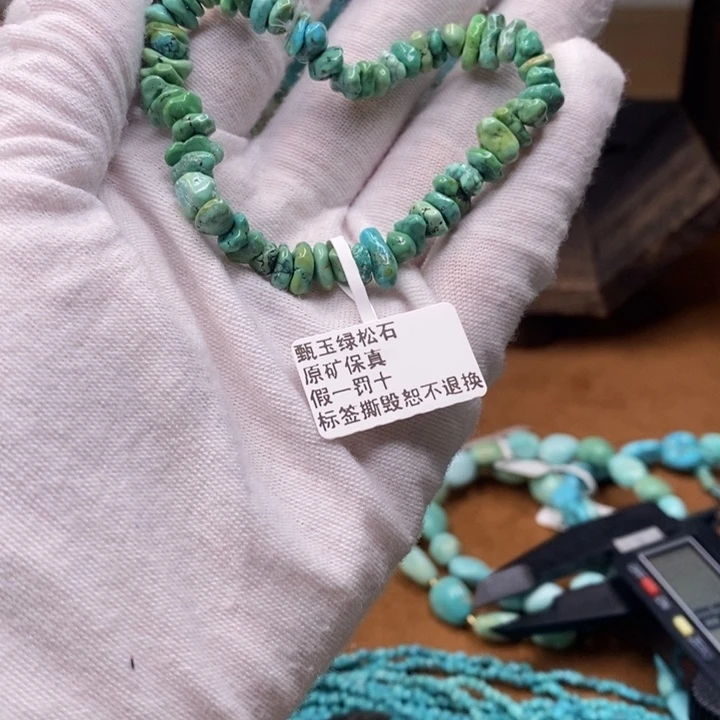 甄玉绿松石
原矿保真
假一罚十
标签撕毁恕不退换